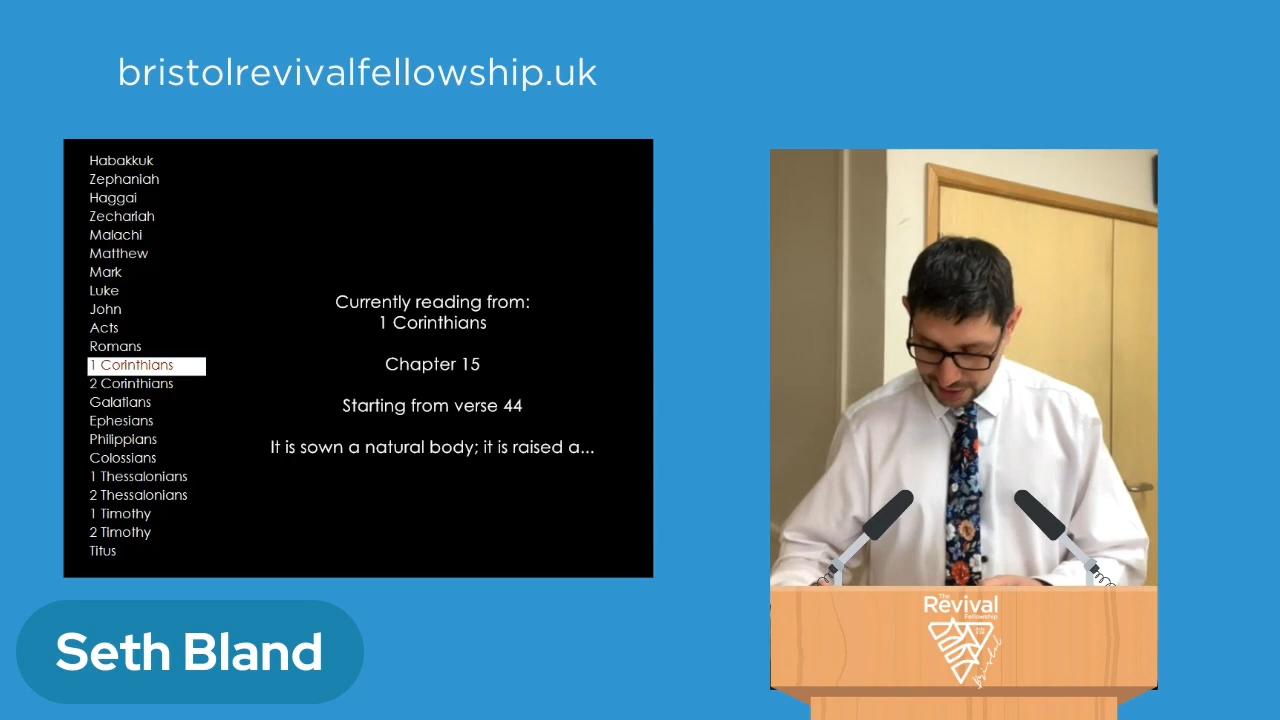 bristolrevivalfellowship.uk
Habakkuk
Zephaniah
Haggai
Zechariah
Malachi
Matthew
Mark
Luke
John
Acts
Romans
1 Corinthians
2 Corinthians
Galatians
Ephesians
Philippians
Colossians
1 Thessalonians
2 Thessalonians
1 Timothy
2 Timothy
Titus
Currently reading from:
1 Corinthians
Chapter 15
Starting from verse 44
It is sown a natural body; it is raised a...
Seth Bland
The
Revival
Fellowship
Bristol